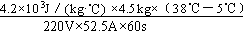 4.2×10³J／(kg·℃) ×4.5kg×（38℃－5℃）
220V×52.5A×60s